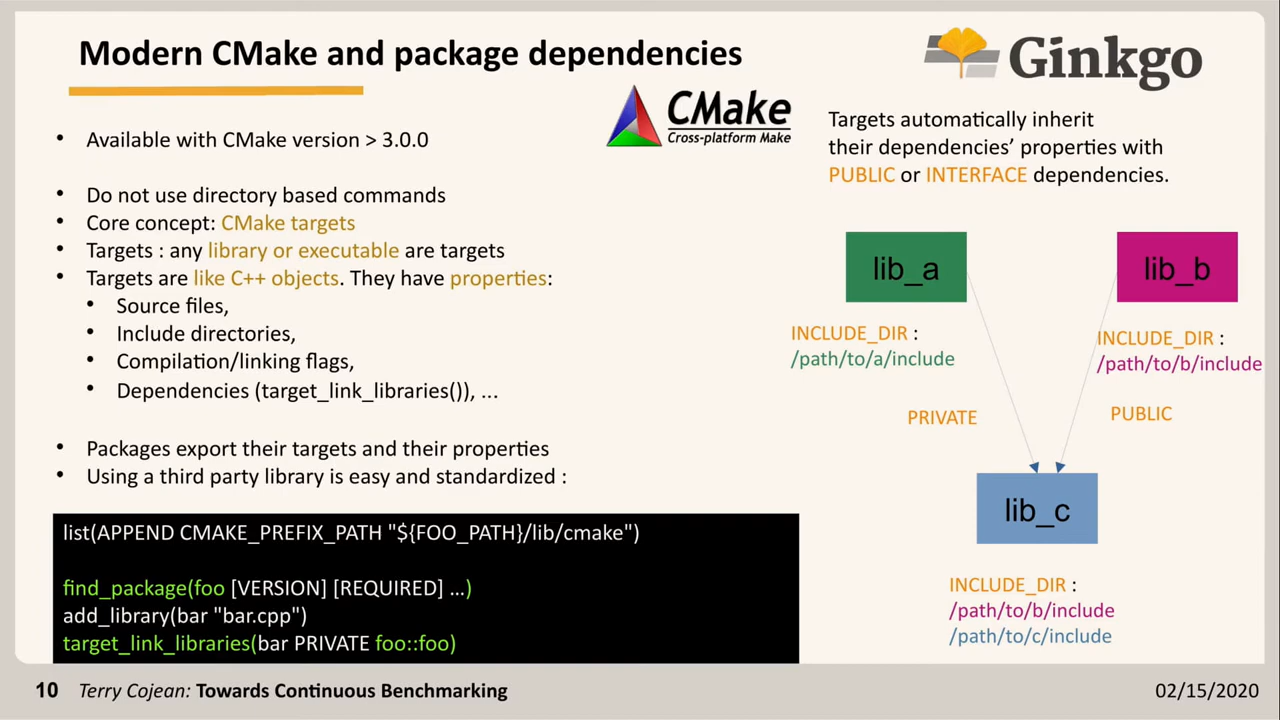 Modern CMake and package dependencies
Ginkgo
CMake
Cross-platform Make
• Available with CMake version > 3.0.0
• Do not use directory based commands
• Core concept: CMake targets
• Targets : any library or executable are targets
• Targets are like C++ objects. They have properties:
• Source files,
• Include directories,
• Compilation/linking flags,
• Dependencies (target_link_libraries()), ...
• Packages export their targets and their properties
• Using a third party library is easy and standardized :
list(APPEND CMAKE_PREFIX_PATH "${FOO_PATH}/lib/cmake")
find_package(foo [VERSION] [REQUIRED] ...)
add_library(bar "bar.cpp")
target_link_libraries(bar PRIVATE foo::foo)
Targets automatically inherit
their dependencies' properties with
PUBLIC or INTERFACE dependencies.
lib_a
lib_b
INCLUDE_DIR :
/path/to/a/include
INCLUDE_DIR :
/path/to/b/include
PRIVATE
PUBLIC
lib_c
INCLUDE_DIR :
/path/to/b/include
/path/to/c/include
10 Terry Cojean: Towards Continuous Benchmarking
02/15/2020